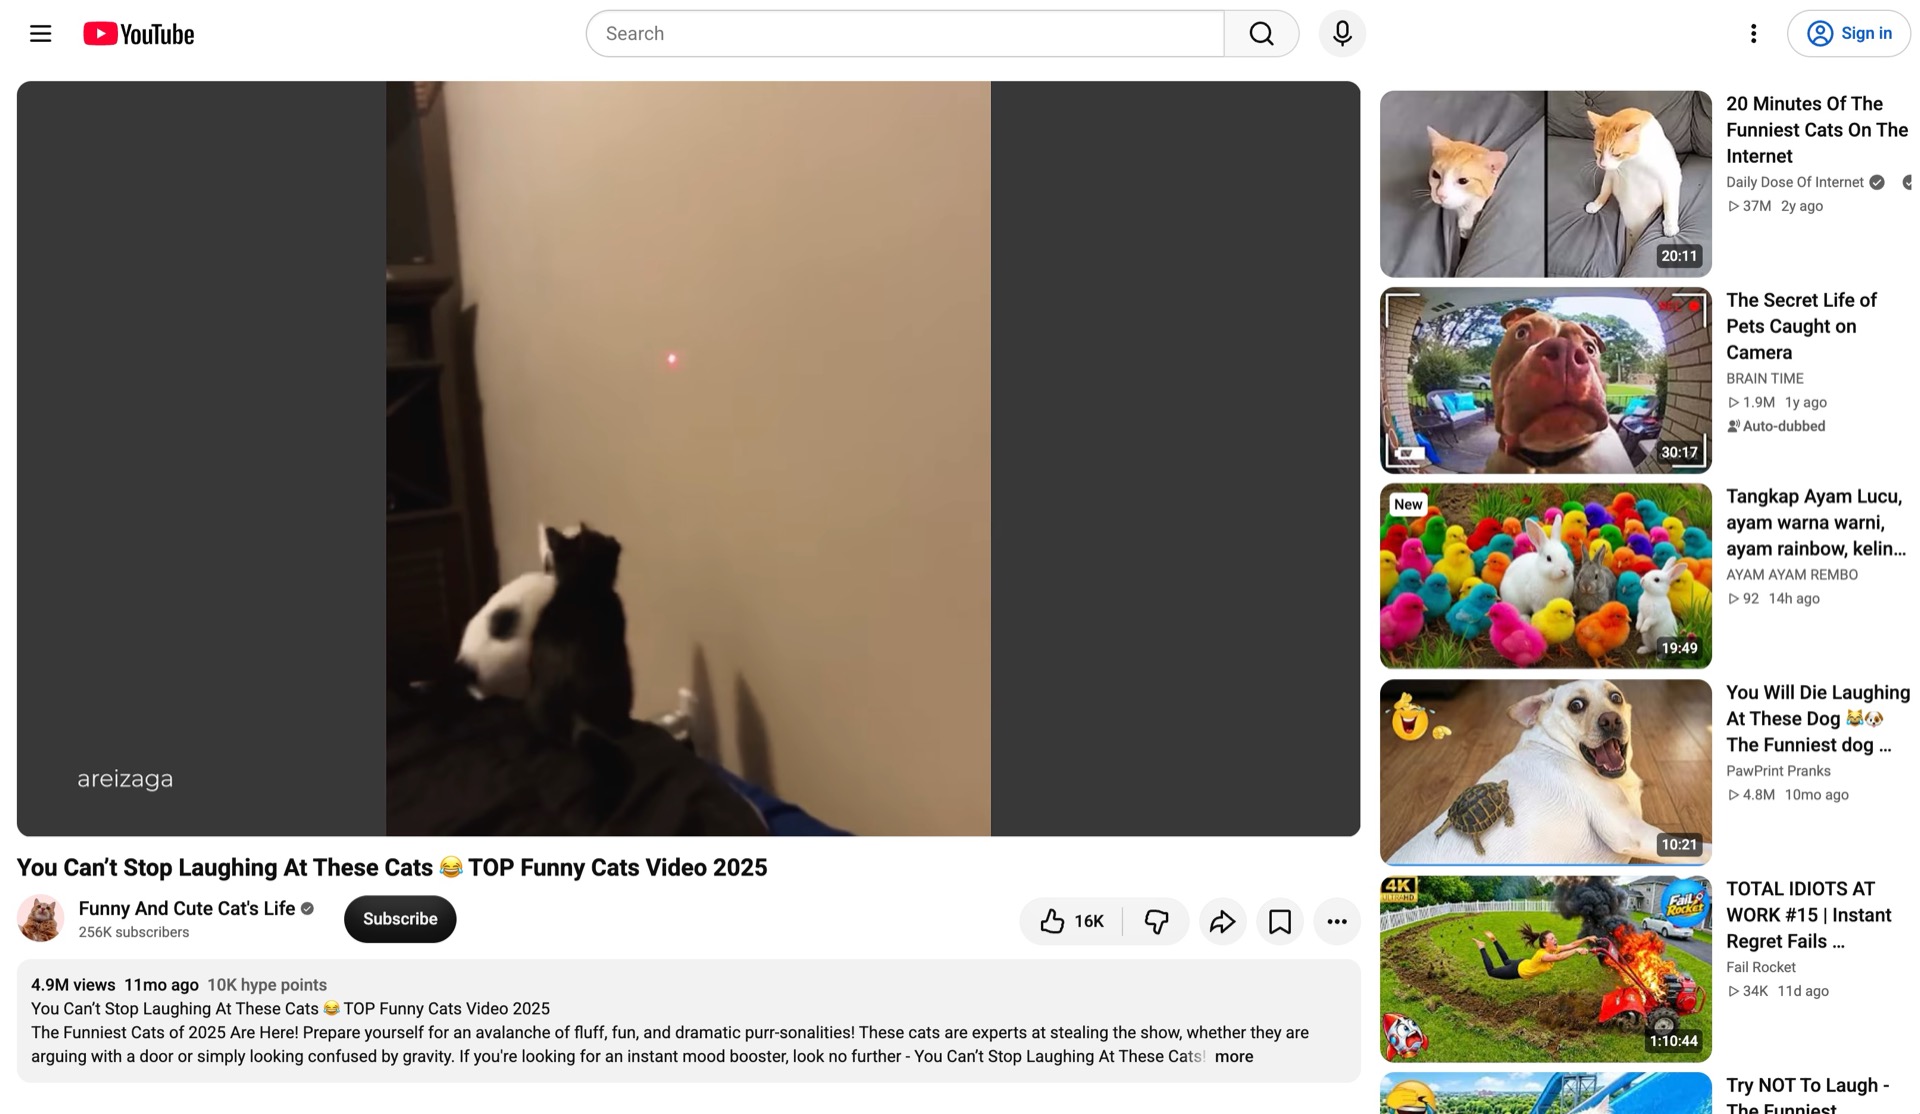 YouTube
Search
Sign in
areizaga
You Can’t Stop Laughing At These Cats 😂 TOP Funny Cats Video 2025
Funny And Cute Cat's Life
256K subscribers
Subscribe
16K
4.9M views 11mo ago 10K hype points
You Can’t Stop Laughing At These Cats 😂 TOP Funny Cats Video 2025
The Funniest Cats of 2025 Are Here! Prepare yourself for an avalanche of fluff, fun, and dramatic purr-sonalities! These cats are experts at stealing the show, whether they are
arguing with a door or simply looking confused by gravity. If you're looking for an instant mood booster, look no further - You Can’t Stop Laughing At These Cats! more
20:11
20 Minutes Of The
Funniest Cats On The
Internet
Daily Dose Of Internet
37M 2y ago
30:17
The Secret Life of
Pets Caught on
Camera
BRAIN TIME
1.9M 1y ago
Auto-dubbed
New
19:49
Tangkap Ayam Lucu,
ayam warna warni,
ayam rainbow, kelin...
AYAM AYAM REMBO
92 14h ago
10:21
You Will Die Laughing
At These Dog 😹🐶
The Funniest dog ...
PawPrint Pranks
4.8M 10mo ago
4K
ULTRAHD
Fail
Rocket
1:10:44
TOTAL IDIOTS AT
WORK #15 | Instant
Regret Fails ...
Fail Rocket
34K 11d ago
Try NOT To Laugh -
The Funniest